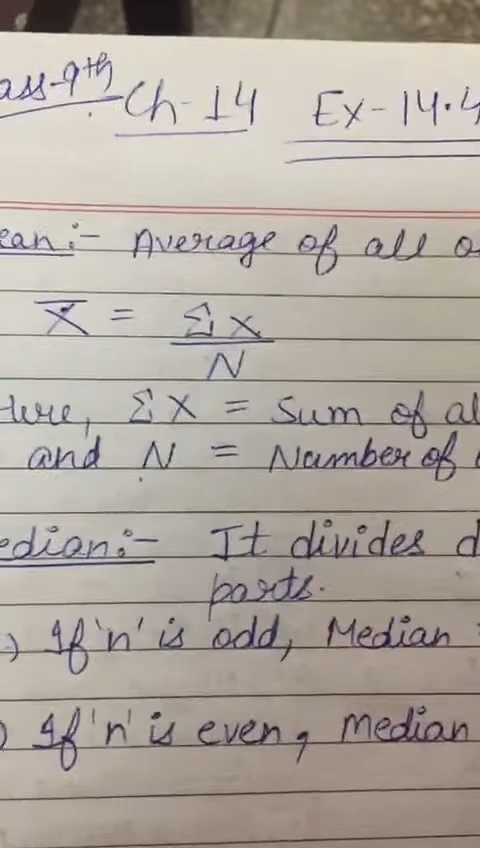 ass-9th Ch-14 Ex-14.4
ean:- Average of all o
X̅ = ΣX
N
Here, ΣX = Sum of al
and N = Number of
edian:- It divides d
parts.
If 'n' is odd, Median
If 'n' is even, Median